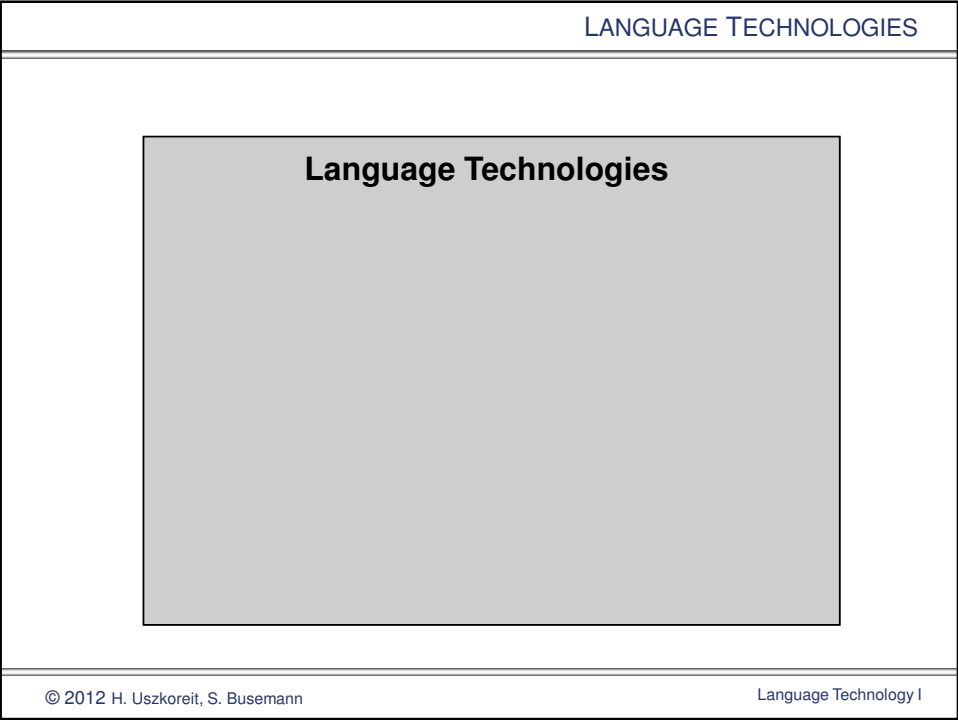 LANGUAGE TECHNOLOGIES
Language Technologies
© 2012 H. Uszkoreit, S. Busemann
Language Technology I